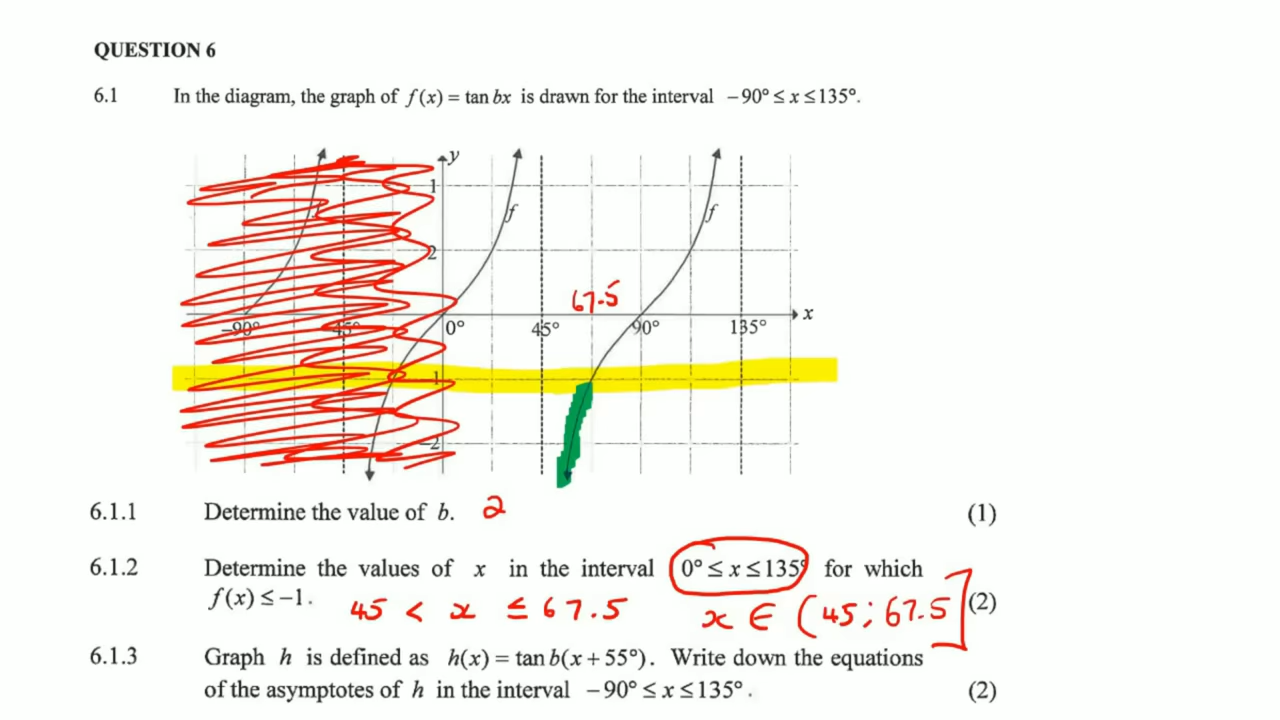 QUESTION 6
6.1 In the diagram, the graph of f(x) = tan bx is drawn for the interval −90° ≤ x ≤ 135°.
y
1
f
f
2
67.5
x
−90° 45° 0° 45° 90° 135°
1
−2
6.1.1 Determine the value of b. 2 (1)
6.1.2 Determine the values of x in the interval 0° ≤ x ≤ 135° for which
f(x) ≤ −1. 45 < x ≤ 67.5 x ∈ (45; 67.5] (2)
6.1.3 Graph h is defined as h(x) = tan b(x + 55°). Write down the equations
of the asymptotes of h in the interval −90° ≤ x ≤ 135°. (2)